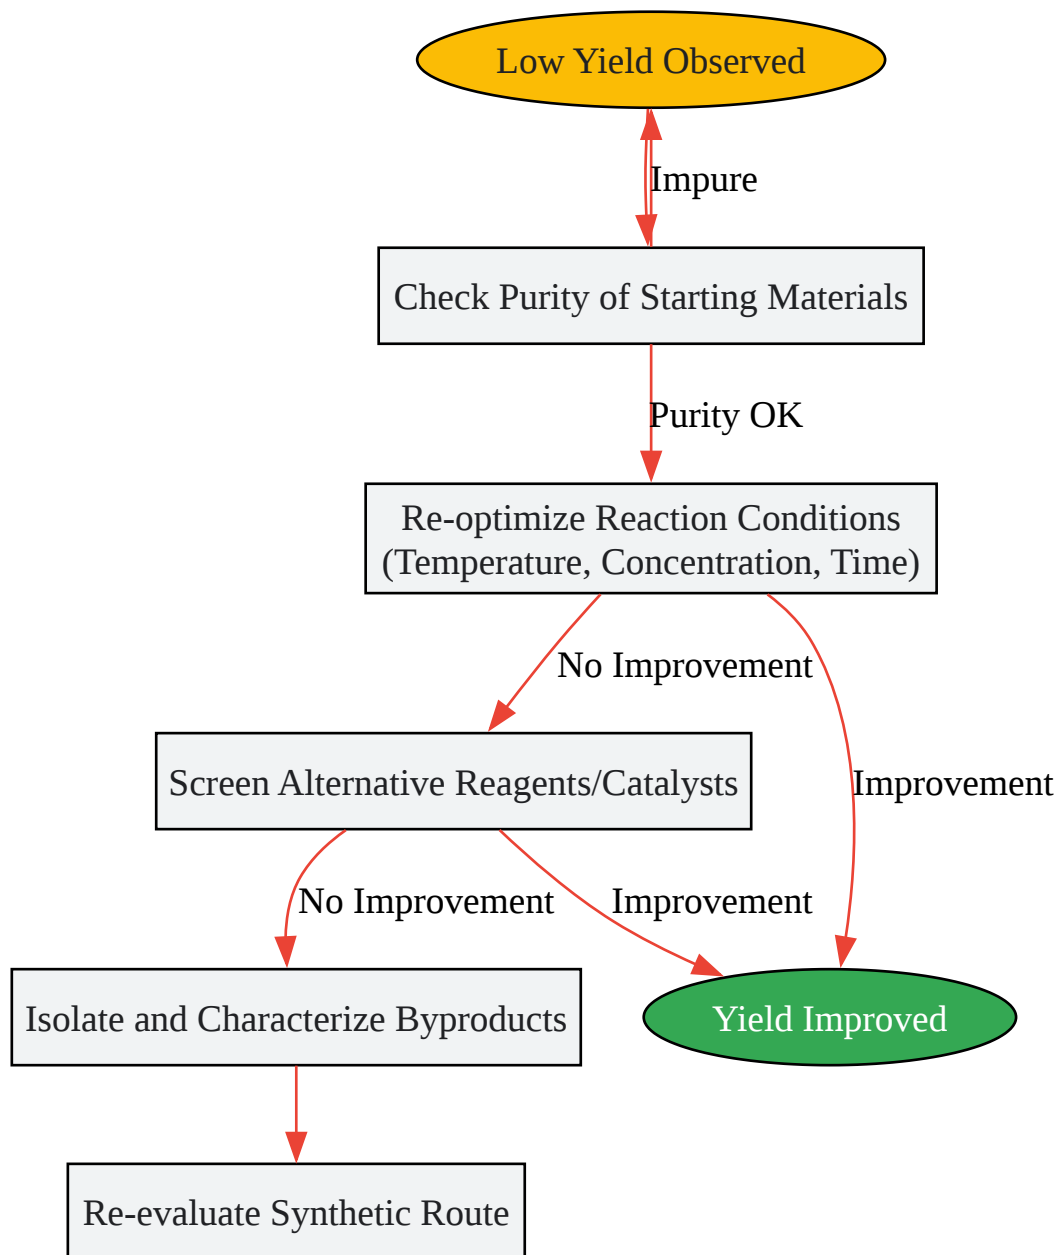 Low Yield Observed
Impure
Check Purity of Starting Materials
Purity OK
Re-optimize Reaction Conditions
(Temperature, Concentration, Time)
No Improvement
Screen Alternative Reagents/Catalysts
Improvement
No Improvement
Improvement
Isolate and Characterize Byproducts
Yield Improved
Re-evaluate Synthetic Route